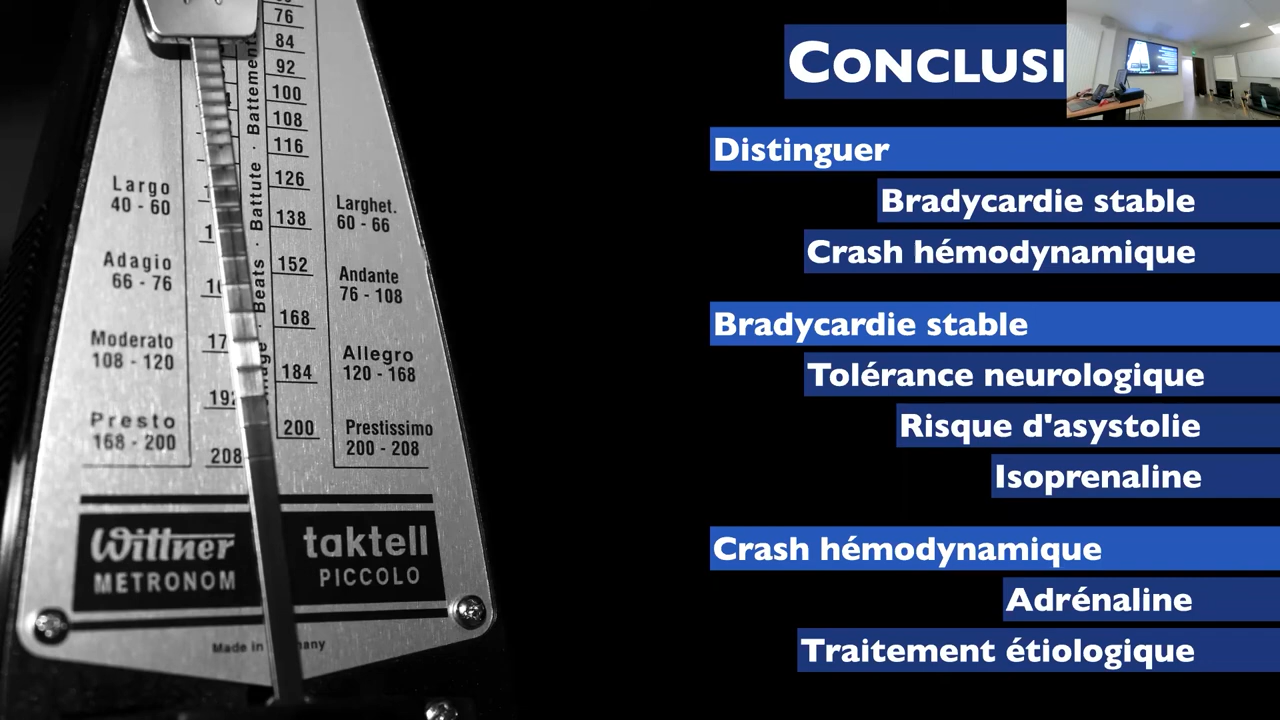 76
84
92
100
108
116
126
138
152
168
184
200
208
Beats · Battute · Battements
Largo
40 - 60
Adagio
66 - 76
Moderato
108 - 120
Presto
168 - 200
Larghet.
60 - 66
Andante
76 - 108
Allegro
120 - 168
Prestissimo
200 - 208
Wittner
METRONOM
taktell
PICCOLO
Made in
CONCLUSI
Distinguer
Bradycardie stable
Crash hémodynamique
Bradycardie stable
Tolérance neurologique
Risque d'asystolie
Isoprenaline
Crash hémodynamique
Adrénaline
Traitement étiologique